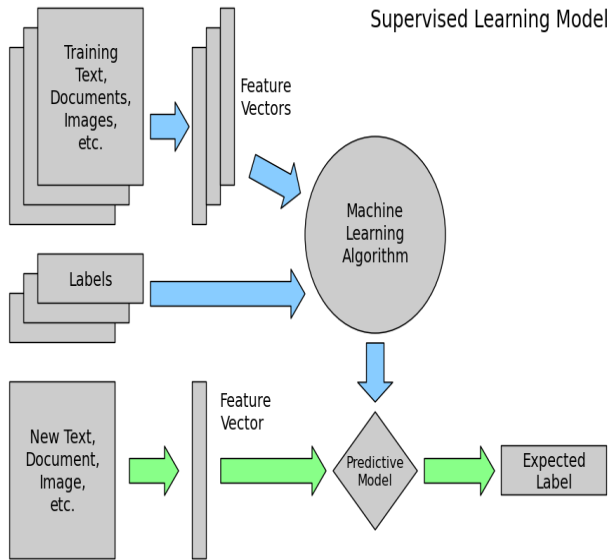 Supervised Learning Model
Training
Text,
Documents,
Images,
etc.
Feature
Vectors
Machine
Learning
Algorithm
Labels
New Text,
Document,
Image,
etc.
Feature
Vector
Predictive
Model
Expected
Label